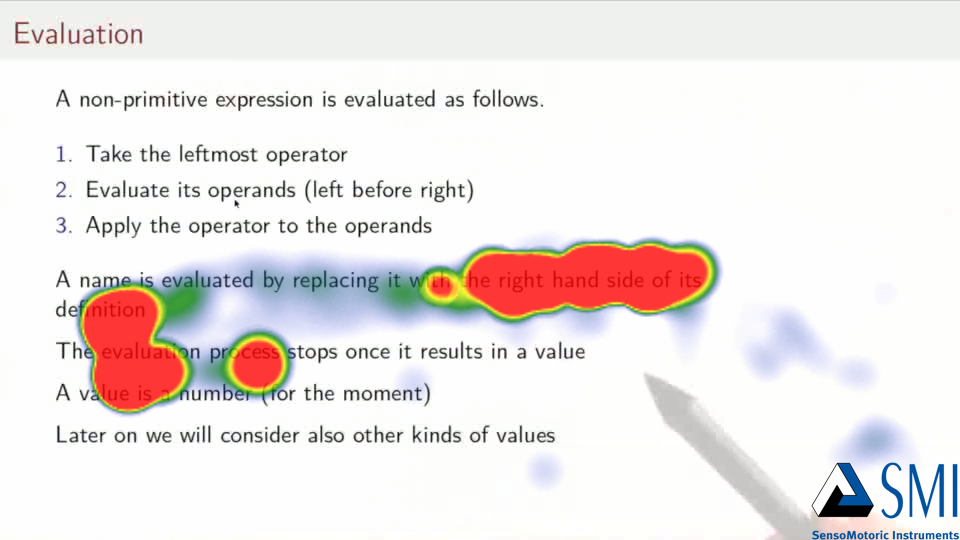 Evaluation
A non-primitive expression is evaluated as follows.
1. Take the leftmost operator
2. Evaluate its operands (left before right)
3. Apply the operator to the operands
A name is evaluated by replacing it with the right hand side of its
definition
The evaluation process stops once it results in a value
A value is a number (for the moment)
Later on we will consider also other kinds of values
SMI
SensoMotoric Instruments